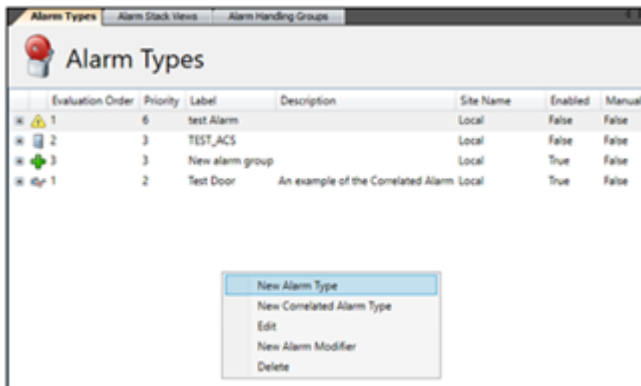 Alarm Types Alarm Stack Views Alarm Handling Groups
Alarm Types
Evaluation Order Priority Label Description Site Name Enabled Manual
1 6 test Alarm Local False False
2 3 TEST_ACS Local False False
3 3 New alarm group Local True False
1 2 Test Door An example of the Correlated Alarm Local True False
New Alarm Type
New Correlated Alarm Type
Edit
New Alarm Modifier
Delete